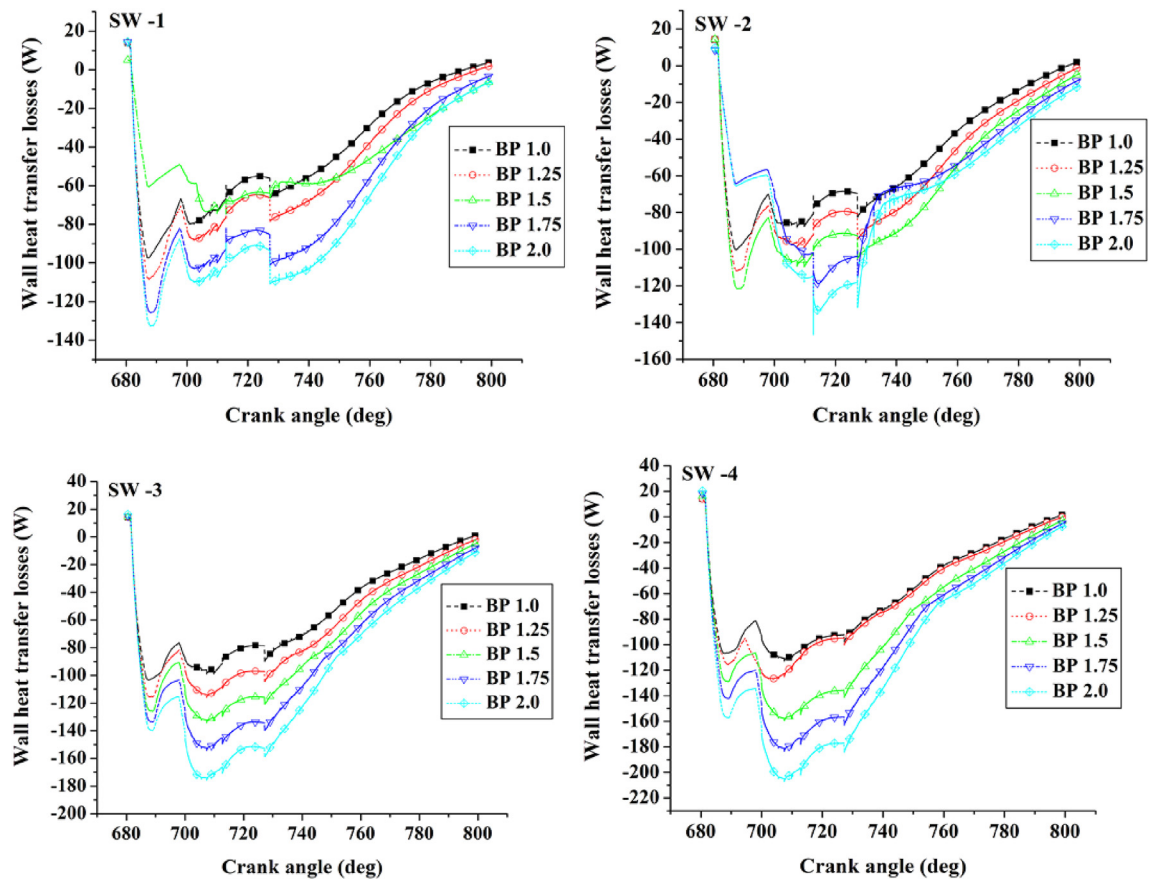 SW -1
Wall heat transfer losses (W)
20
0
-20
-40
-60
-80
-100
-120
-140
680
700
720
740
760
780
800
Crank angle (deg)
BP 1.0
BP 1.25
BP 1.5
BP 1.75
BP 2.0
SW -2
Wall heat transfer losses (W)
20
0
-20
-40
-60
-80
-100
-120
-140
-160
680
700
720
740
760
780
800
Crank angle (deg)
BP 1.0
BP 1.25
BP 1.5
BP 1.75
BP 2.0
SW -3
Wall heat transfer losses (W)
40
20
0
-20
-40
-60
-80
-100
-120
-140
-160
-180
-200
680
700
720
740
760
780
800
Crank angle (deg)
BP 1.0
BP 1.25
BP 1.5
BP 1.75
BP 2.0
SW -4
Wall heat transfer losses (W)
40
20
0
-20
-40
-60
-80
-100
-120
-140
-160
-180
-200
-220
680
700
720
740
760
780
800
Crank angle (deg)
BP 1.0
BP 1.25
BP 1.5
BP 1.75
BP 2.0